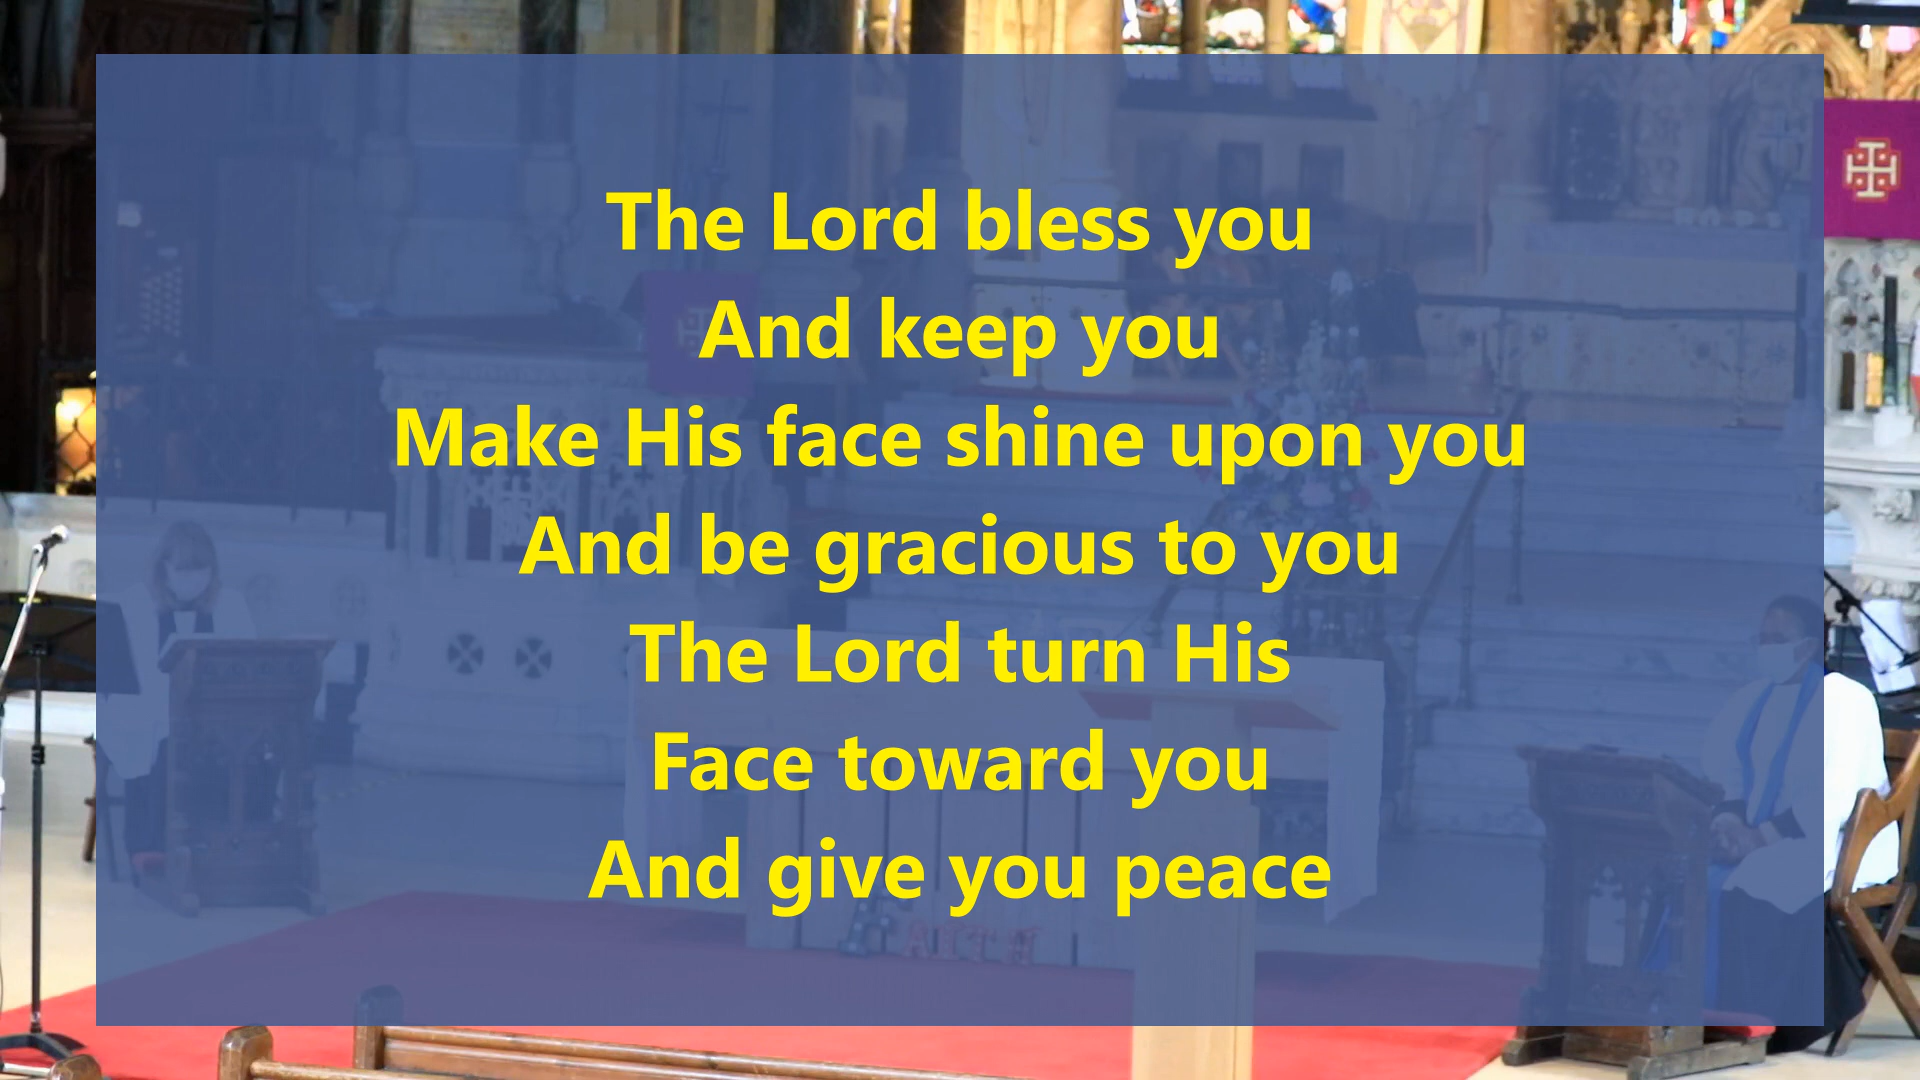 The Lord bless you
And keep you
Make His face shine upon you
And be gracious to you
The Lord turn His
Face toward you
And give you peace